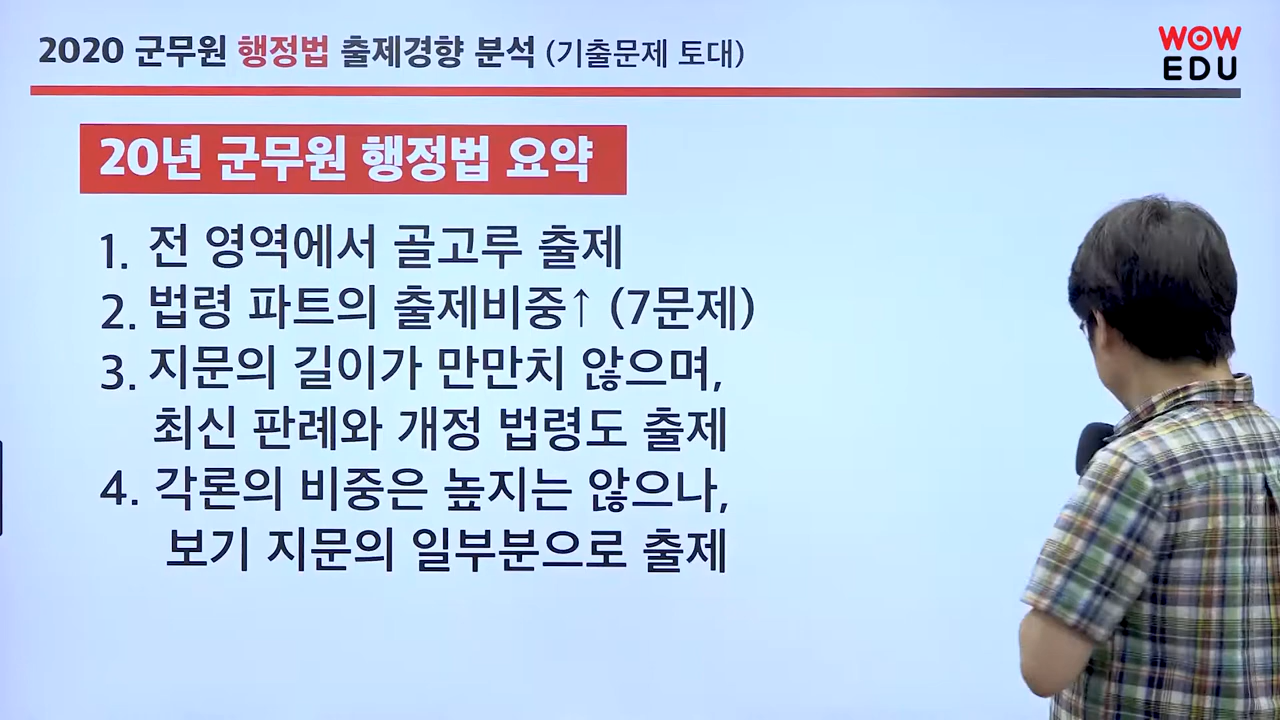 2020 군무원 행정법 출제경향 분석 (기출문제 토대)
WOW
EDU
20년 군무원 행정법 요약
1. 전 영역에서 골고루 출제
2. 법령 파트의 출제비중↑ (7문제)
3. 지문의 길이가 만만치 않으며,
최신 판례와 개정 법령도 출제
4. 각론의 비중은 높지는 않으나,
보기 지문의 일부분으로 출제